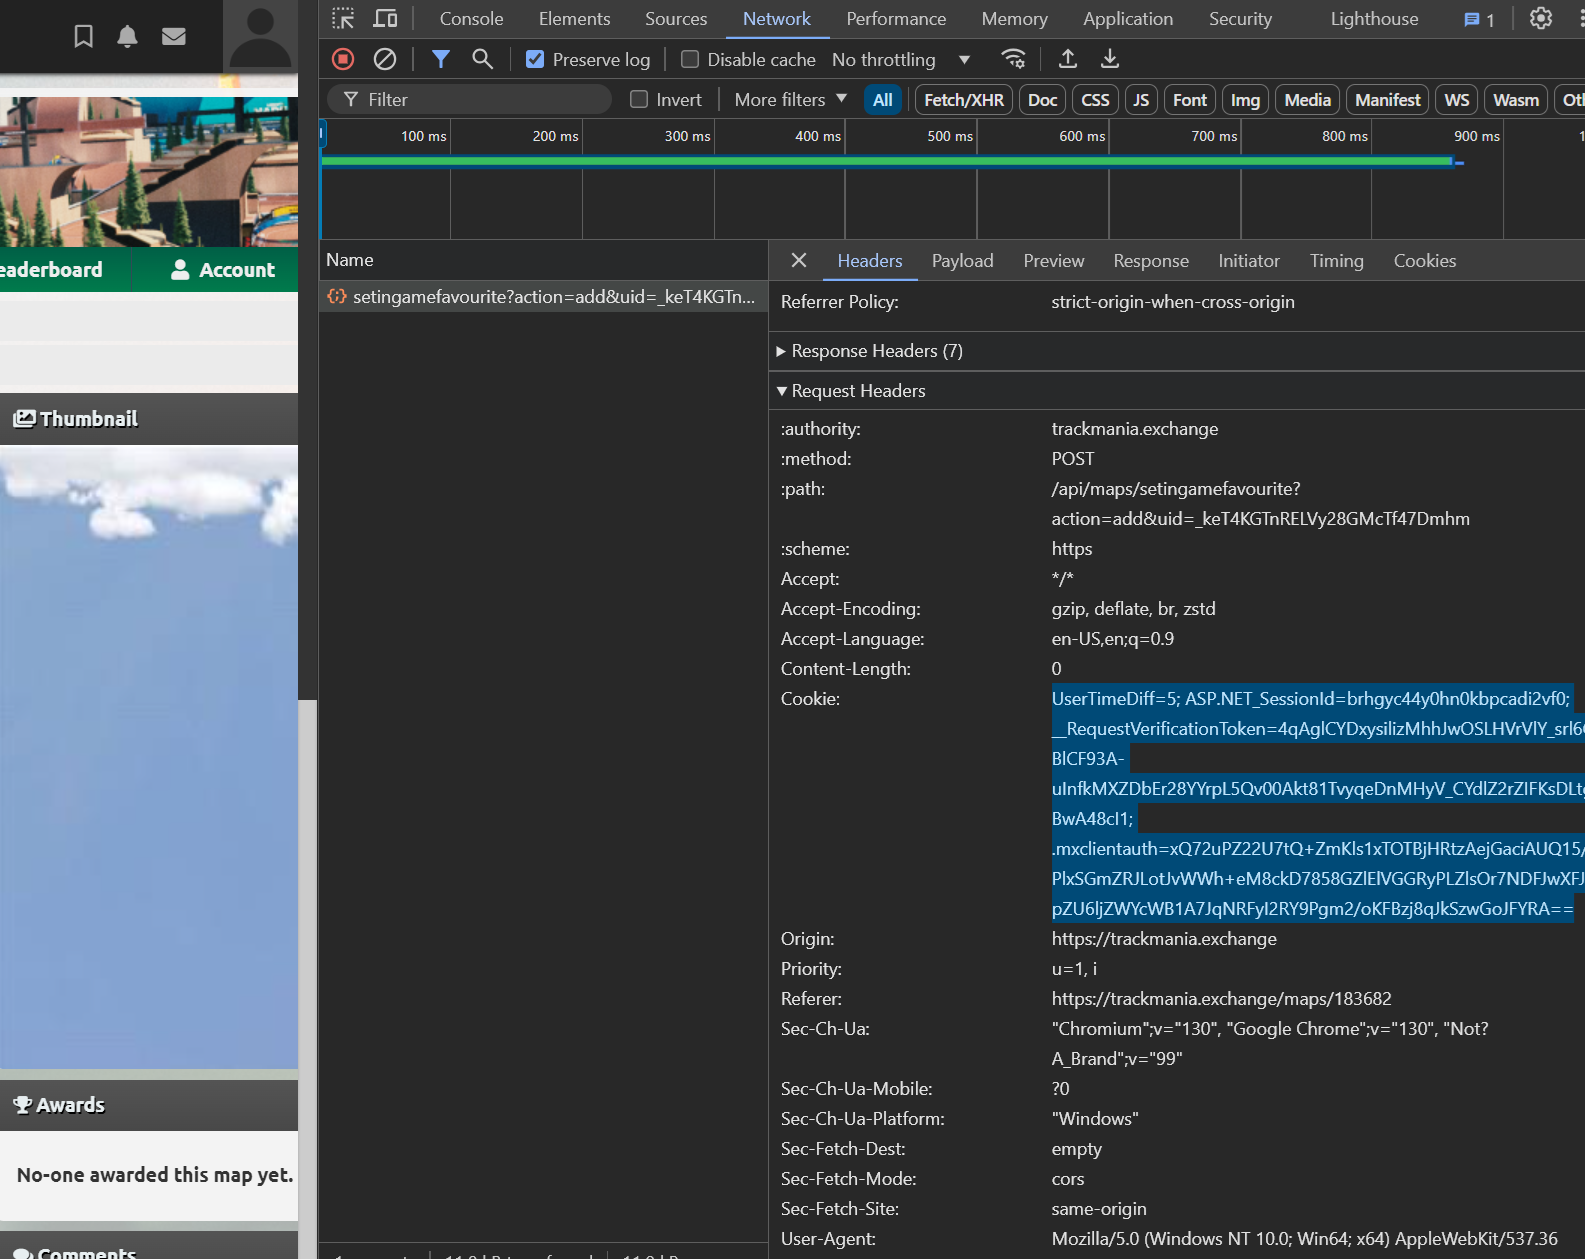 Console Elements Sources Network Performance Memory Application Security Lighthouse 1
Preserve log Disable cache No throttling
Filter Invert More filters All Fetch/XHR Doc CSS JS Font Img Media Manifest WS Wasm
100 ms 200 ms 300 ms 400 ms 500 ms 600 ms 700 ms 800 ms 900 ms
Name
Headers Payload Preview Response Initiator Timing Cookies
eaderboard Account
setingamefavourite?action=add&uid=_keT4KGTn...
Referrer Policy: strict-origin-when-cross-origin
Response Headers (7)
Request Headers
Thumbnail
:authority: trackmania.exchange
:method: POST
:path: /api/maps/setingamefavourite?
action=add&uid=_keT4KGTnRELVy28GMcTf47Dmhm
:scheme: https
Accept: */*
Accept-Encoding: gzip, deflate, br, zstd
Accept-Language: en-US,en;q=0.9
Content-Length: 0
Cookie: UserTimeDiff=5; ASP.NET_SessionId=brhgyc44y0hn0kbpcadi2vf0;
__RequestVerificationToken=4qAglCYDxysilizMhhJwOSLHVrVlY_srl6
BlCF93A-
uInfkMXZDbEr28YYrpL5Qv00Akt81TvyqeDnMHyV_CYdlZ2rZIFKsDLt
BwA48cI1;
.mxclientauth=xQ72uPZ22U7tQ+ZmKls1xTOTBjHRtzAejGaciAUQ15/
PlxSGmZRJLotJvWWh+eM8ckD7858GZlElVGGRyPLZlsOr7NDFJwXFJ
pZU6ljZWYcWB1A7JqNRFyI2RY9Pgm2/oKFBzj8qJkSzwGoJFYRA==
Origin: https://trackmania.exchange
Priority: u=1, i
Referer: https://trackmania.exchange/maps/183682
Sec-Ch-Ua: "Chromium";v="130", "Google Chrome";v="130", "Not?
A_Brand";v="99"
Sec-Ch-Ua-Mobile: ?0
Sec-Ch-Ua-Platform: "Windows"
Sec-Fetch-Dest: empty
Sec-Fetch-Mode: cors
Sec-Fetch-Site: same-origin
User-Agent: Mozilla/5.0 (Windows NT 10.0; Win64; x64) AppleWebKit/537.36
Awards
No-one awarded this map yet.
Comments